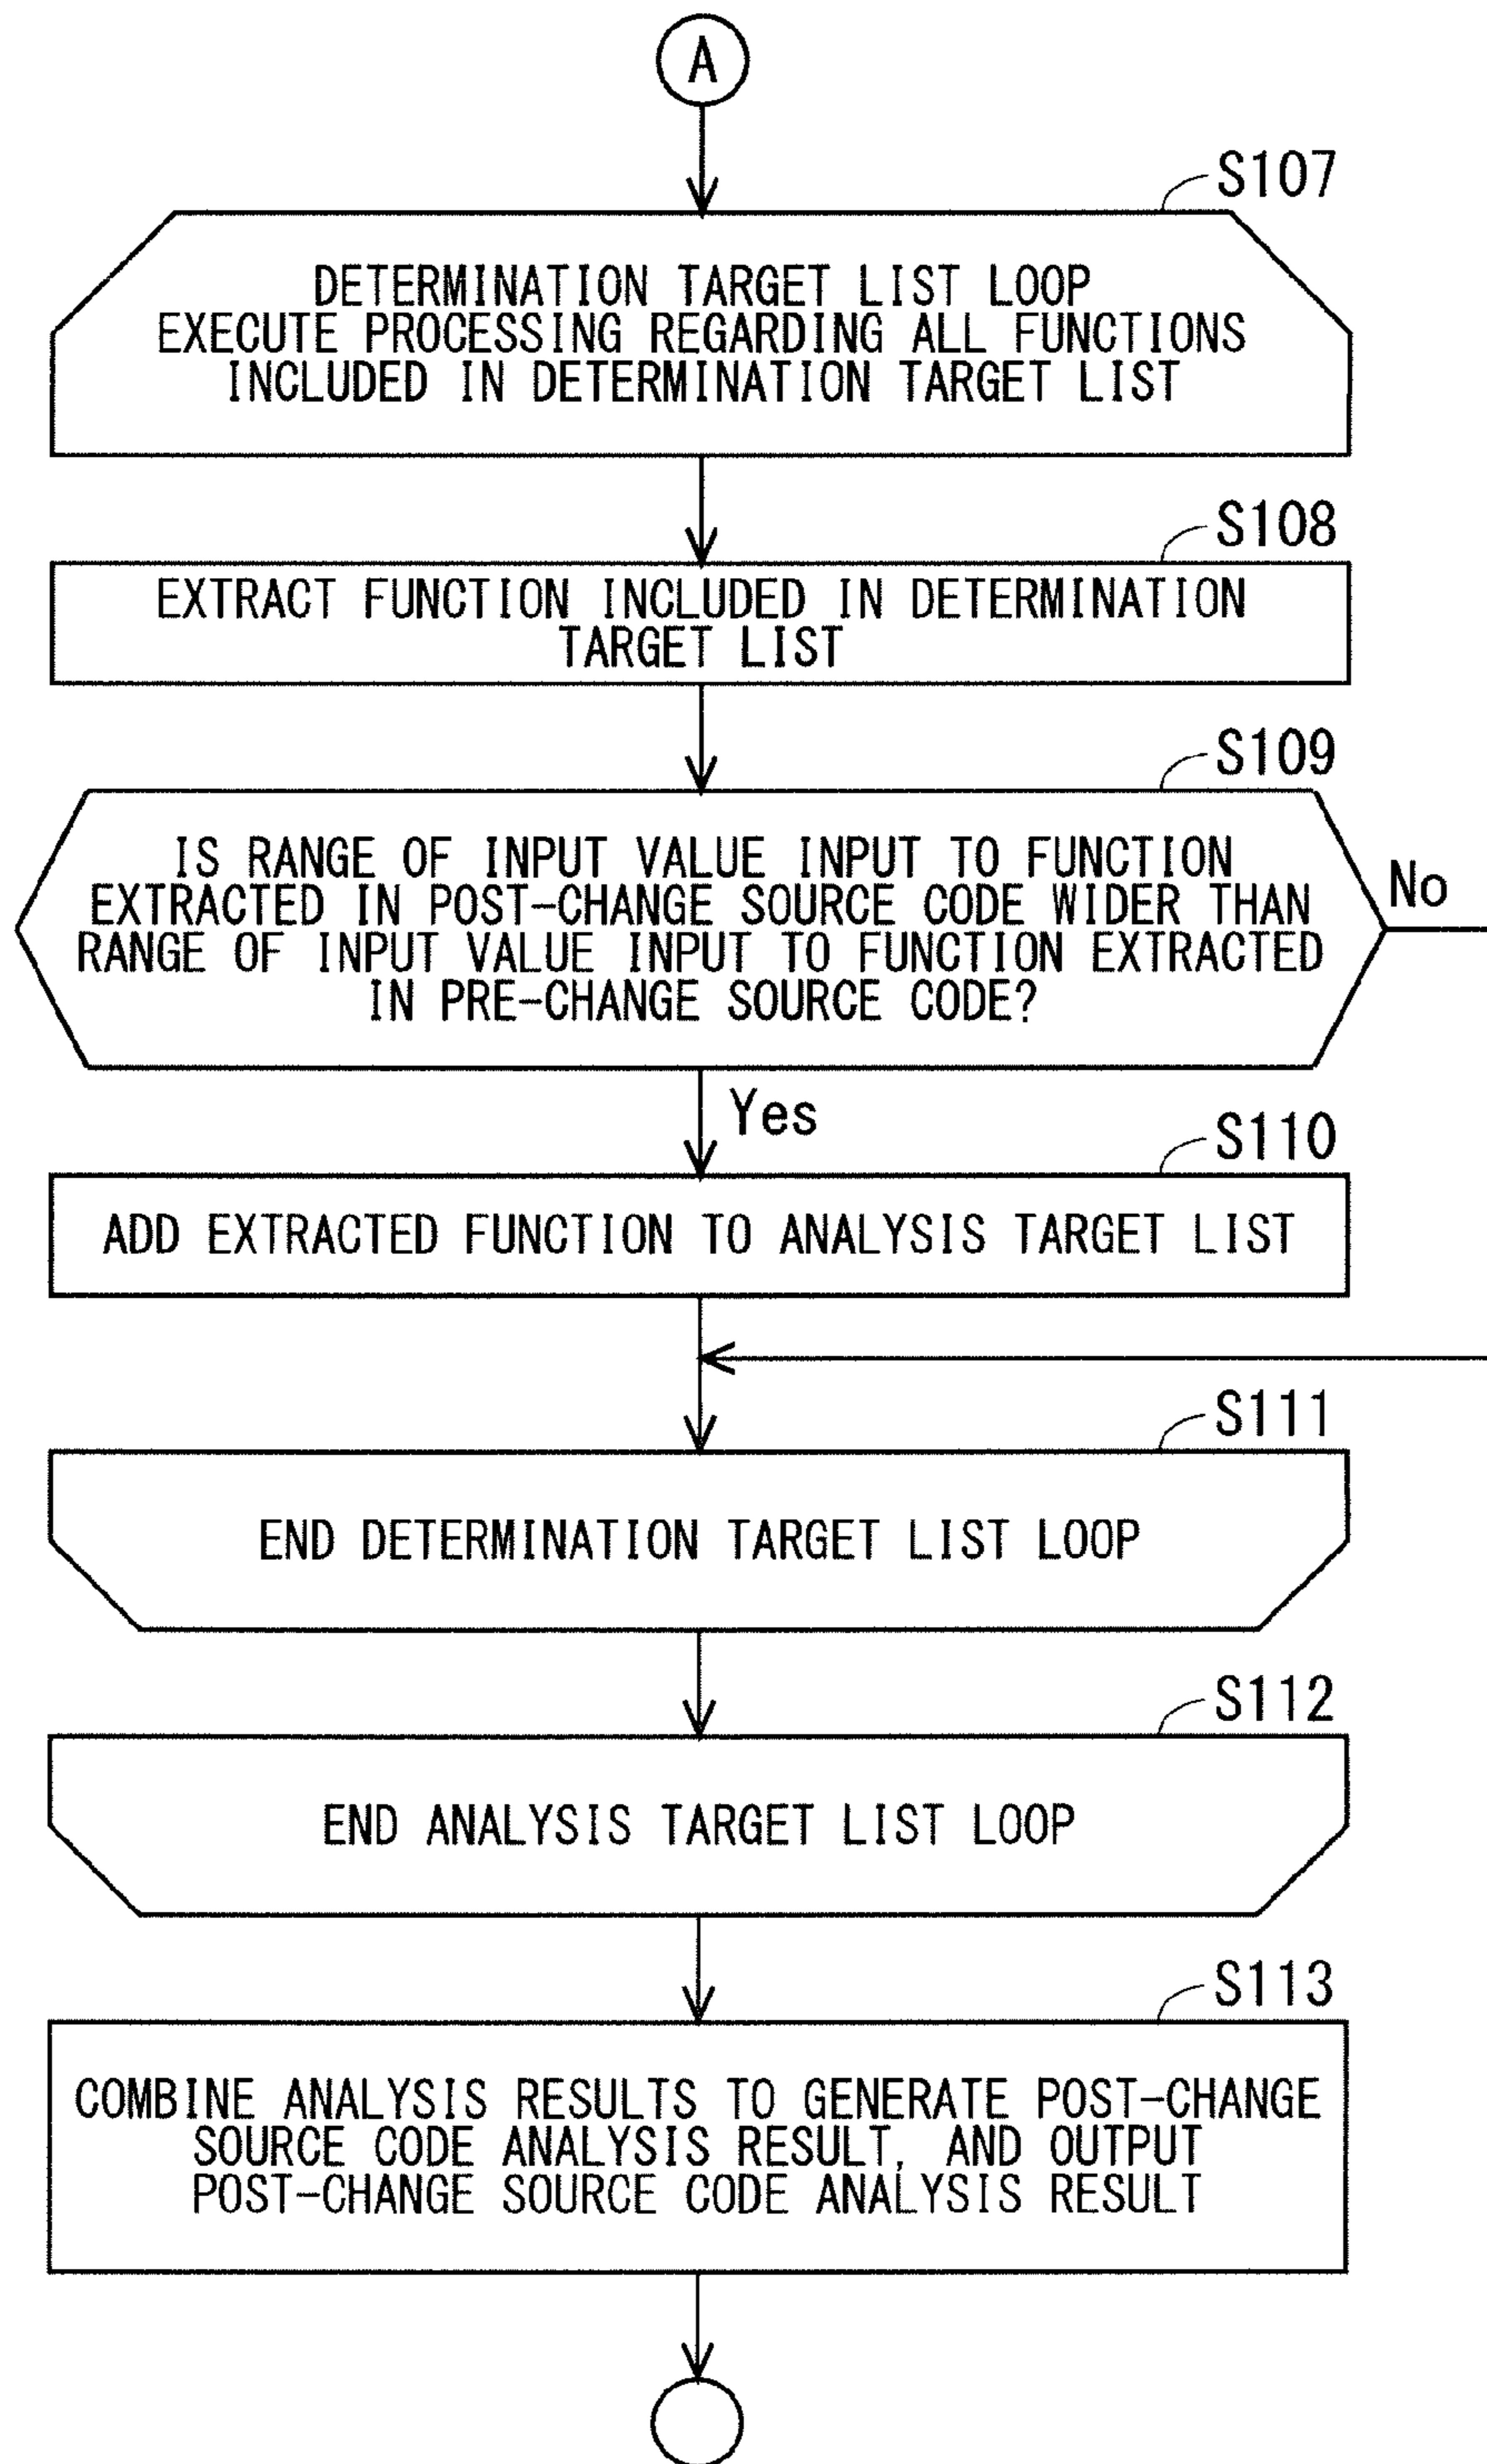 A
S107
DETERMINATION TARGET LIST LOOP
EXECUTE PROCESSING REGARDING ALL FUNCTIONS
INCLUDED IN DETERMINATION TARGET LIST
S108
EXTRACT FUNCTION INCLUDED IN DETERMINATION
TARGET LIST
S109
IS RANGE OF INPUT VALUE INPUT TO FUNCTION
EXTRACTED IN POST-CHANGE SOURCE CODE WIDER THAN
RANGE OF INPUT VALUE INPUT TO FUNCTION EXTRACTED
IN PRE-CHANGE SOURCE CODE?
No
Yes
S110
ADD EXTRACTED FUNCTION TO ANALYSIS TARGET LIST
S111
END DETERMINATION TARGET LIST LOOP
S112
END ANALYSIS TARGET LIST LOOP
S113
COMBINE ANALYSIS RESULTS TO GENERATE POST-CHANGE
SOURCE CODE ANALYSIS RESULT, AND OUTPUT
POST-CHANGE SOURCE CODE ANALYSIS RESULT